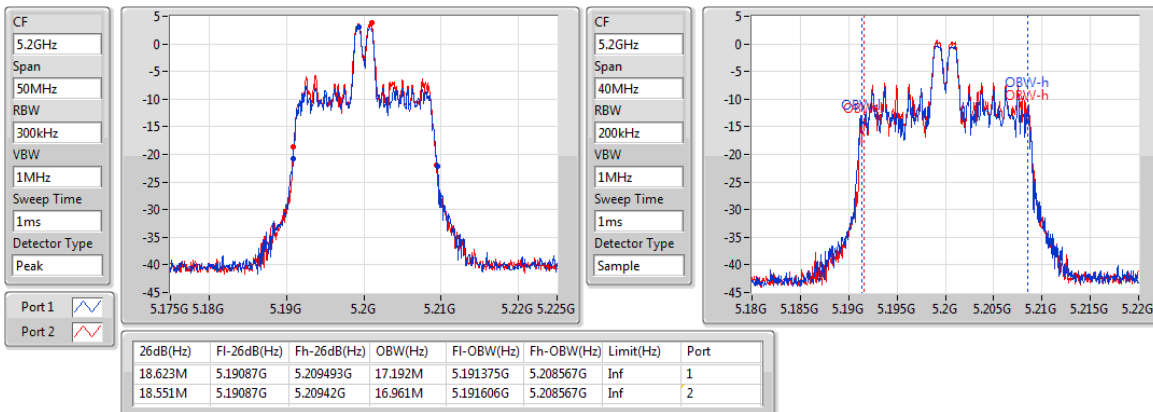 CF
5.2GHz
Span
50MHz
RBW
300kHz
VBW
1MHz
Sweep Time
1ms
Detector Type
Peak
Port 1
Port 2
5
0
-5
-10
-15
-20
-25
-30
-35
-40
-45
5.175G 5.18G 5.19G 5.2G 5.21G 5.22G 5.225G
CF
5.2GHz
Span
40MHz
RBW
200kHz
VBW
1MHz
Sweep Time
1ms
Detector Type
Sample
5
0
-5
-10
-15
-20
-25
-30
-35
-40
-45
OBW-h
OBW-h
5.18G 5.185G 5.19G 5.195G 5.2G 5.205G 5.21G 5.215G 5.22G
26dB(Hz) Fl-26dB(Hz) Fh-26dB(Hz) OBW(Hz) Fl-OBW(Hz) Fh-OBW(Hz) Limit(Hz) Port
18.623M 5.19087G 5.209493G 17.192M 5.191375G 5.208567G Inf 1
18.551M 5.19087G 5.20942G 16.961M 5.191606G 5.208567G Inf 2